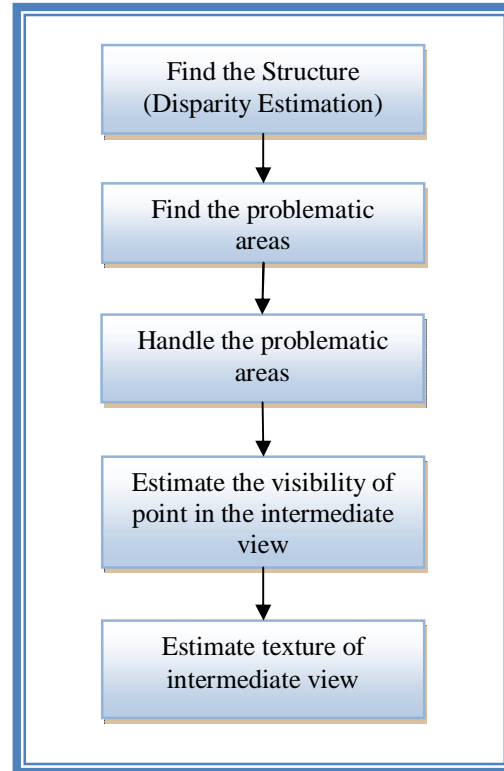 Find the Structure
(Disparity Estimation)
Find the problematic
areas
Handle the problematic
areas
Estimate the visibility of
point in the intermediate
view
Estimate texture of
intermediate view